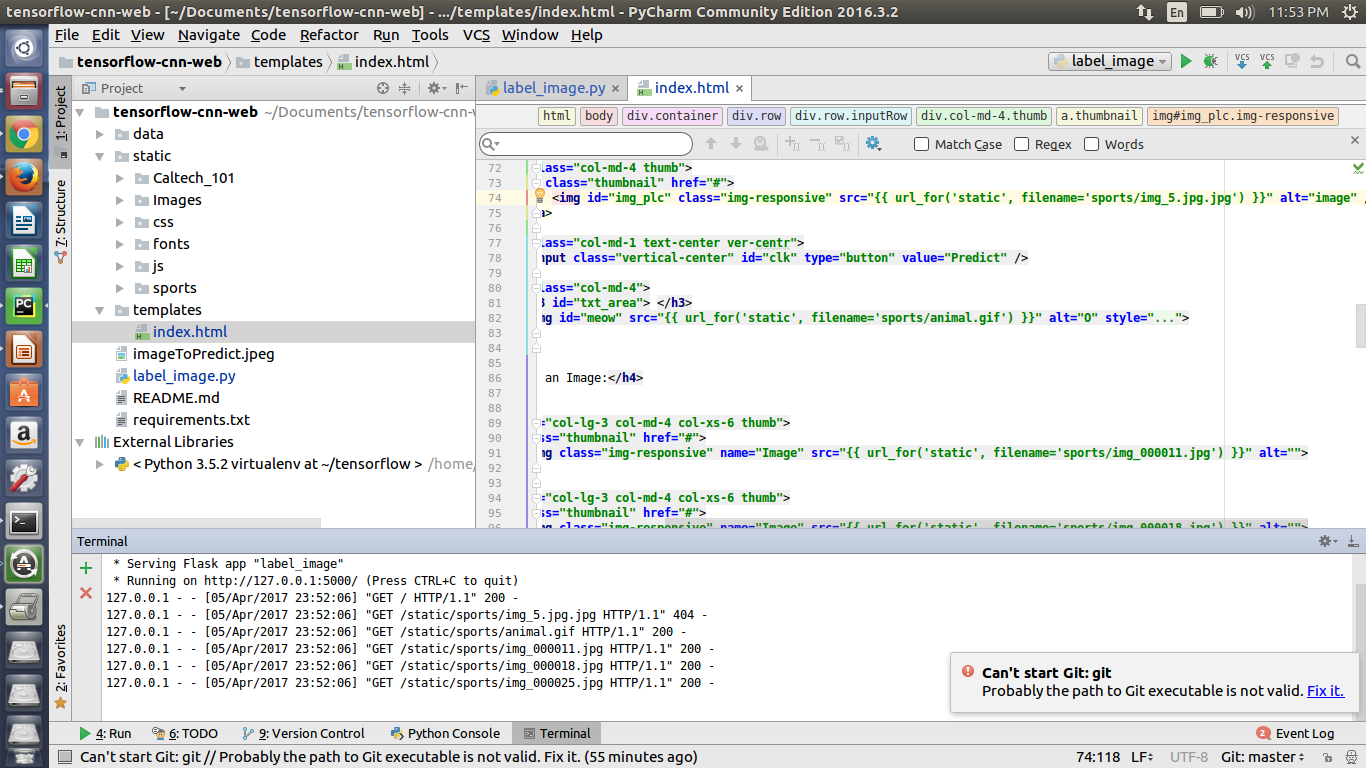 tensorflow-cnn-web - [~/Documents/tensorflow-cnn-web] - .../templates/index.html - PyCharm Community Edition 2016.3.2
En
11:53 PM
File Edit View Navigate Code Refactor Run Tools VCS Window Help
tensorflow-cnn-web templates index.html
label_image
VCS VCS
Project
label_image.py × index.html ×
1: Project
7: Structure
2: Favorites
tensorflow-cnn-web ~/Documents/tensorflow-cnn-w
data
static
Caltech_101
Images
css
fonts
js
sports
templates
index.html
imageToPredict.jpeg
label_image.py
README.md
requirements.txt
External Libraries
< Python 3.5.2 virtualenv at ~/tensorflow > /home/
html body div.container div.row div.row.inputRow div.col-md-4.thumb a.thumbnail img#img_plc.img-responsive
Match Case Regex Words
72 lass="col-md-4 thumb">
73 class="thumbnail" href="#">
74 <img id="img_plc" class="img-responsive" src="{{ url_for('static', filename='sports/img_5.jpg.jpg') }}" alt="image" /
75 a>
76
77 lass="col-md-1 text-center ver-centr">
78 nput class="vertical-center" id="clk" type="button" value="Predict" />
79
80 lass="col-md-4">
81 3 id="txt_area"> </h3>
82 mg id="meow" src="{{ url_for('static', filename='sports/animal.gif') }}" alt="O" style="...">
83
84
85
86 an Image:</h4>
87
88
89 ="col-lg-3 col-md-4 col-xs-6 thumb">
90 ss="thumbnail" href="#">
91 mg class="img-responsive" name="Image" src="{{ url_for('static', filename='sports/img_000011.jpg') }}" alt="">
92
93
94 ="col-lg-3 col-md-4 col-xs-6 thumb">
95 ss="thumbnail" href="#">
96 mg class="img-responsive" name="Image" src="{{ url_for('static', filename='sports/img_000018.jpg') }}" alt="">
Terminal
* Serving Flask app "label_image"
* Running on http://127.0.0.1:5000/ (Press CTRL+C to quit)
127.0.0.1 - - [05/Apr/2017 23:52:06] "GET / HTTP/1.1" 200 -
127.0.0.1 - - [05/Apr/2017 23:52:06] "GET /static/sports/img_5.jpg.jpg HTTP/1.1" 404 -
127.0.0.1 - - [05/Apr/2017 23:52:06] "GET /static/sports/animal.gif HTTP/1.1" 200 -
127.0.0.1 - - [05/Apr/2017 23:52:06] "GET /static/sports/img_000011.jpg HTTP/1.1" 200 -
127.0.0.1 - - [05/Apr/2017 23:52:06] "GET /static/sports/img_000018.jpg HTTP/1.1" 200 -
127.0.0.1 - - [05/Apr/2017 23:52:06] "GET /static/sports/img_000025.jpg HTTP/1.1" 200 -
Can't start Git: git
Probably the path to Git executable is not valid. Fix it.
4: Run 6: TODO 9: Version Control Python Console Terminal 2 Event Log
Can't start Git: git // Probably the path to Git executable is not valid. Fix it. (55 minutes ago) 74:118 LF UTF-8 Git: master